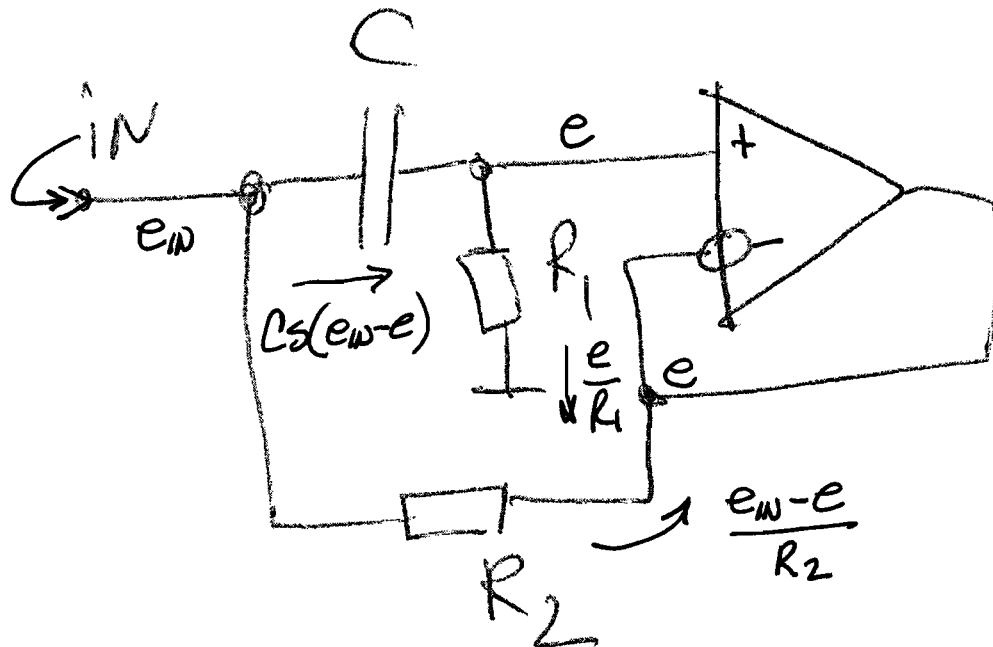 C
iN
e
+
e_IN
-
R_1
Cs(e_IN-e)
e/R_1
e
(e_IN-e)/R_2
R_2